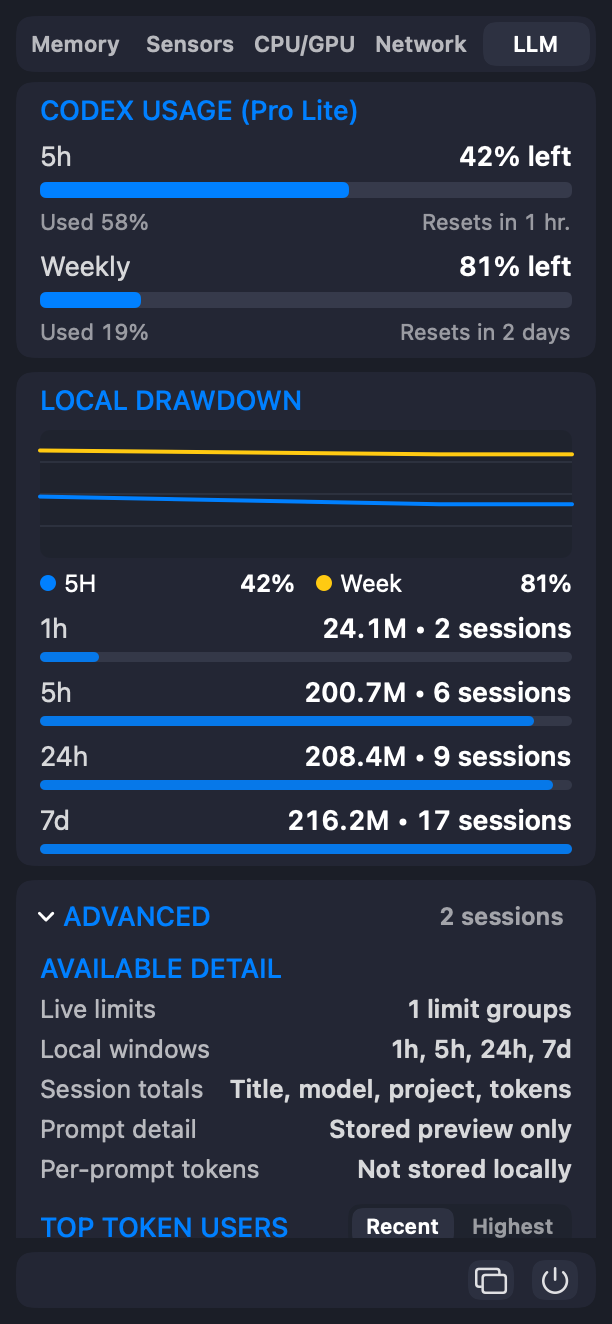 Memory Sensors CPU/GPU Network LLM
CODEX USAGE (Pro Lite)
5h 42% left
Used 58% Resets in 1 hr.
Weekly 81% left
Used 19% Resets in 2 days
LOCAL DRAWDOWN
5H 42% Week 81%
1h 24.1M • 2 sessions
5h 200.7M • 6 sessions
24h 208.4M • 9 sessions
7d 216.2M • 17 sessions
ADVANCED 2 sessions
AVAILABLE DETAIL
Live limits 1 limit groups
Local windows 1h, 5h, 24h, 7d
Session totals Title, model, project, tokens
Prompt detail Stored preview only
Per-prompt tokens Not stored locally
TOP TOKEN USERS Recent Highest